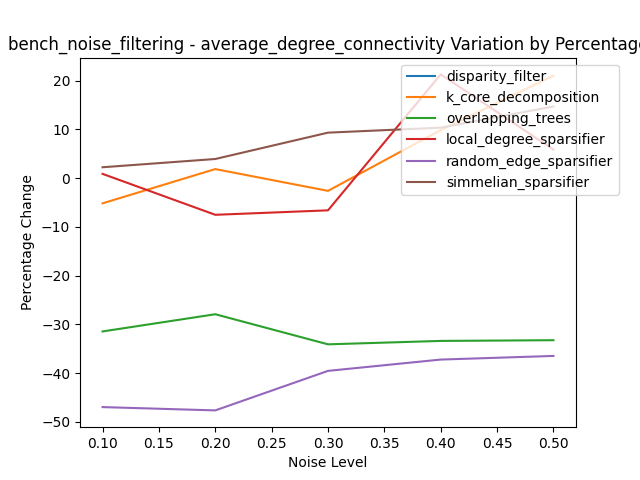 bench_noise_filtering - average_degree_connectivity Variation by Percentage
20
10
0
−10
−20
−30
−40
−50
Percentage Change
disparity_filter
k_core_decomposition
overlapping_trees
local_degree_sparsifier
random_edge_sparsifier
simmelian_sparsifier
0.10 0.15 0.20 0.25 0.30 0.35 0.40 0.45 0.50
Noise Level